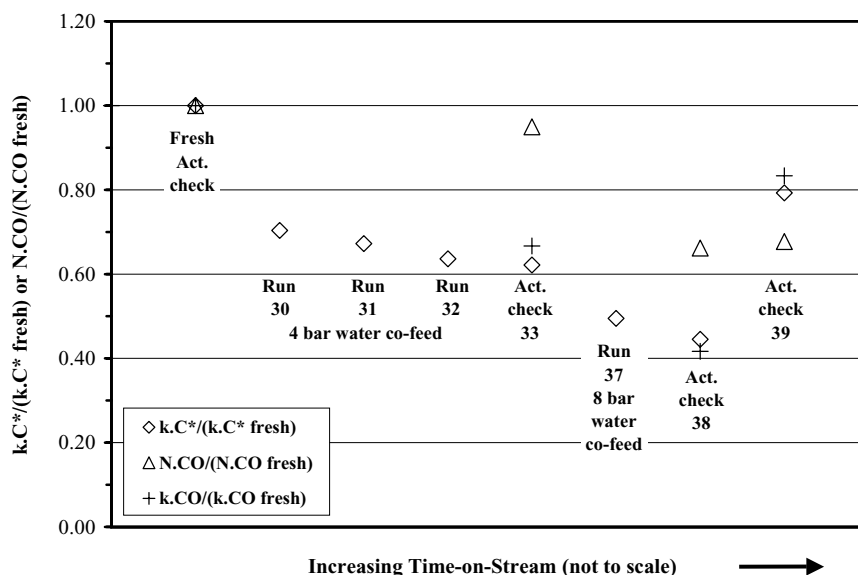 k.C*/(k.C* fresh) or N.CO/(N.CO fresh)
1.20
1.00
0.80
0.60
0.40
0.20
0.00
Fresh
Act.
check
Run
30
Run
31
Run
32
4 bar water co-feed
Act.
check
33
Run
37
8 bar
water
co-feed
Act.
check
38
Act.
check
39
k.C*/(k.C* fresh)
N.CO/(N.CO fresh)
k.CO/(k.CO fresh)
Increasing Time-on-Stream (not to scale)